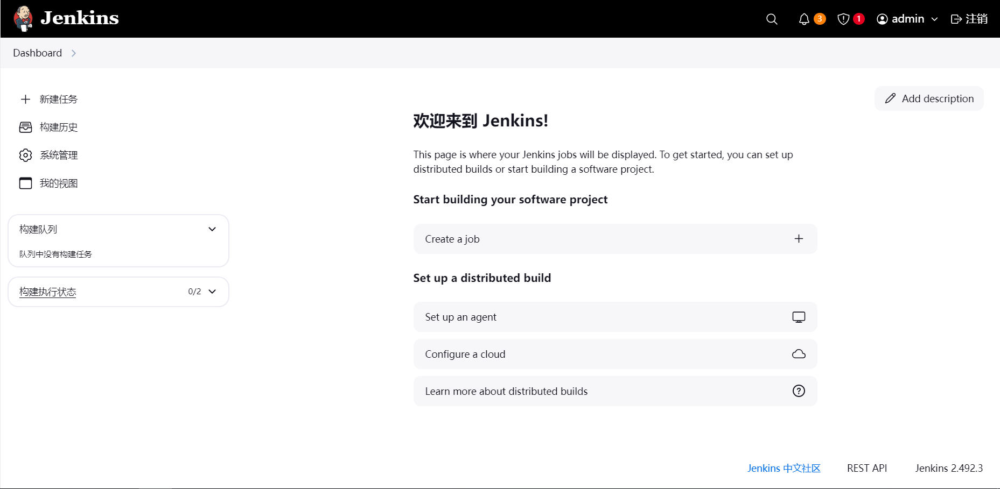 Jenkins
3
1
admin
注销
Dashboard
新建任务
构建历史
系统管理
我的视图
构建队列
队列中没有构建任务
构建执行状态
0/2
Add description
欢迎来到 Jenkins!
This page is where your Jenkins jobs will be displayed. To get started, you can set up
distributed builds or start building a software project.
Start building your software project
Create a job
Set up a distributed build
Set up an agent
Configure a cloud
Learn more about distributed builds
Jenkins 中文社区
REST API
Jenkins 2.492.3